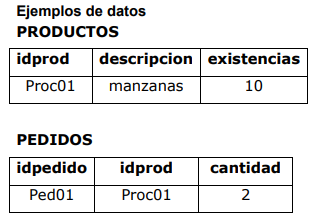 Ejemplos de datos
PRODUCTOS
idprod descripcion existencias
Proc01 manzanas 10
PEDIDOS
idpedido idprod cantidad
Ped01 Proc01 2